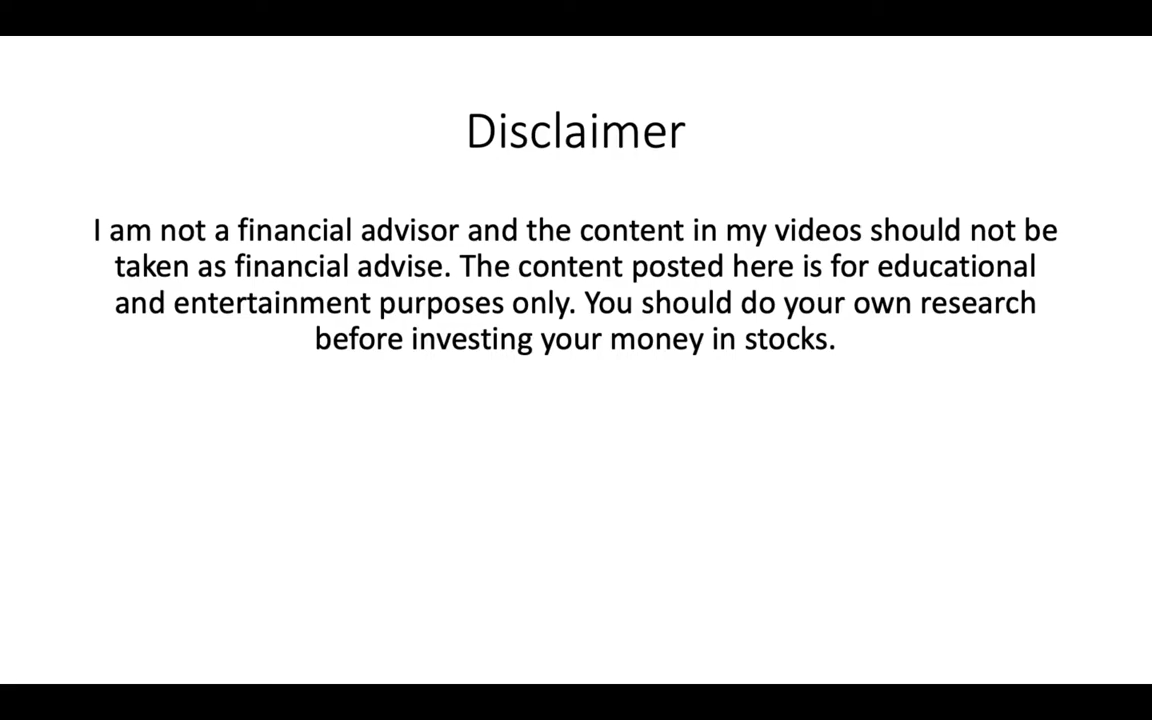 Disclaimer
I am not a financial advisor and the content in my videos should not be
taken as financial advise. The content posted here is for educational
and entertainment purposes only. You should do your own research
before investing your money in stocks.